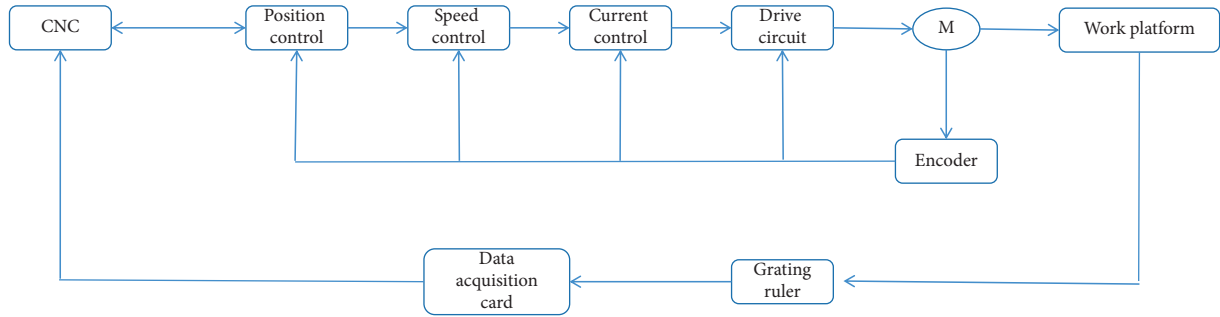 CNC
Position
control
Speed
control
Current
control
Drive
circuit
M
Work platform
Encoder
Data
acquisition
card
Grating
ruler